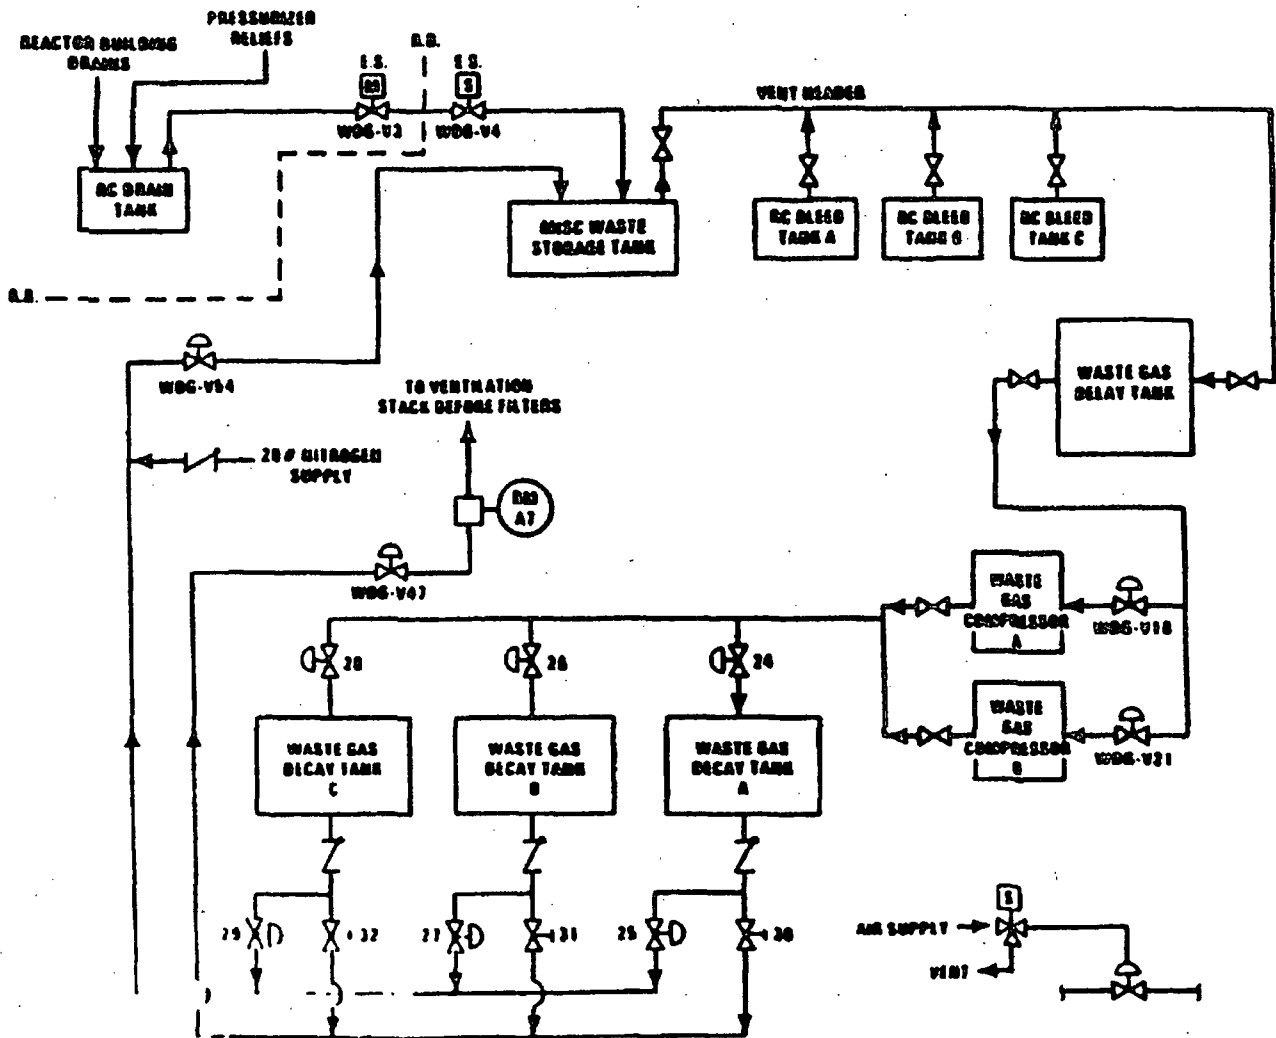 PRESSURIZER
RELIEFS
REACTOR BUILDING
DRAINS
R.B.
E.S.
E.S.
M
S
WDG-V3
WDG-V4
VENT HEADER
RC DRAIN
TANK
MISC WASTE
STORAGE TANK
RC BLEED
TANK A
RC BLEED
TANK B
RC BLEED
TANK C
R.B.
WASTE GAS
DELAY TANK
WDG-V54
TO VENTILATION
STACK BEFORE FILTERS
20# NITROGEN
SUPPLY
RM
A7
WDG-V47
WASTE
GAS
COMPRESSOR
A
WDG-V18
28
26
24
WASTE
GAS
COMPRESSOR
B
WDG-V21
WASTE GAS
DECAY TANK
C
WASTE GAS
DECAY TANK
B
WASTE GAS
DECAY TANK
A
29
32
27
31
25
30
S
AIR SUPPLY
VENT